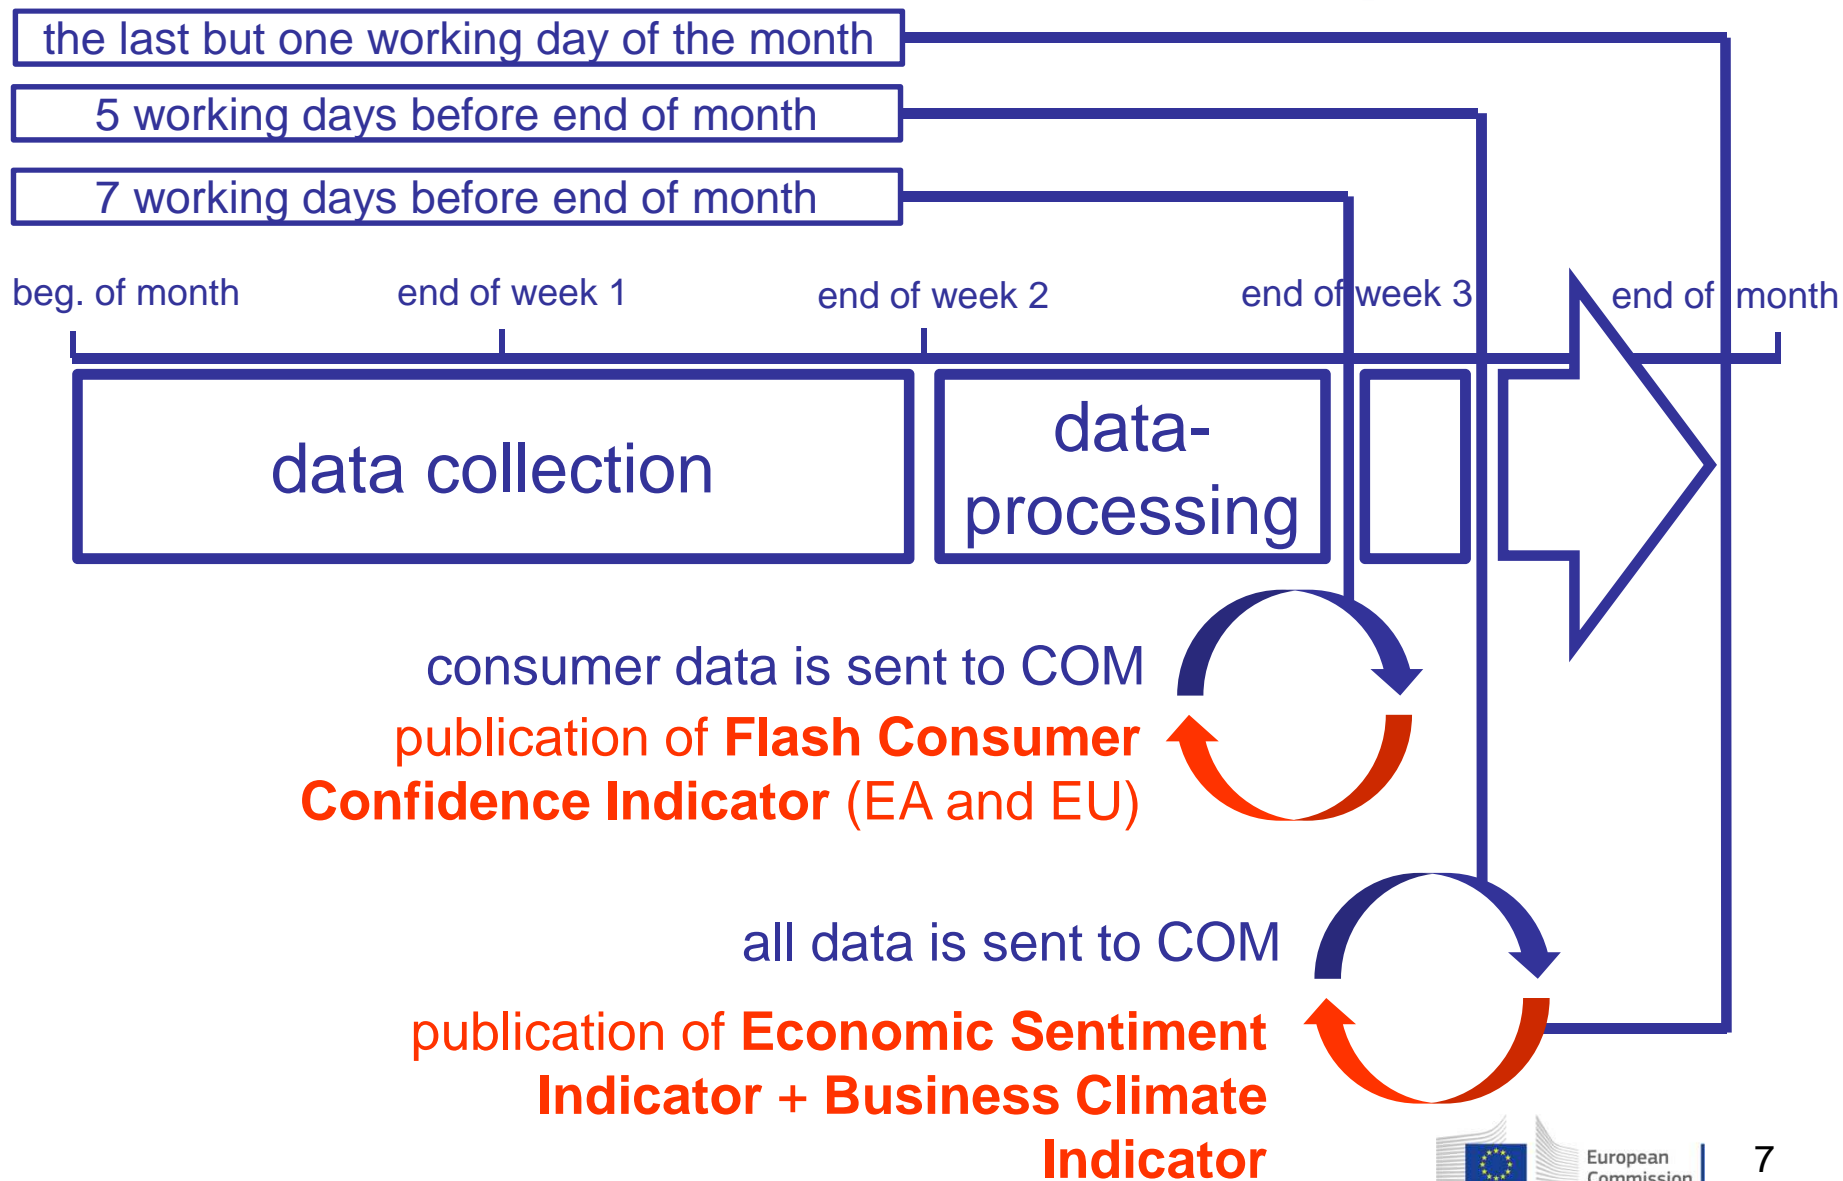 the last but one working day of the month
5 working days before end of month
7 working days before end of month
beg. of month
end of week 1
end of week 2
end of week 3
end of month
data collection
data-
processing
consumer data is sent to COM
publication of Flash Consumer
Confidence Indicator (EA and EU)
all data is sent to COM
publication of Economic Sentiment
Indicator + Business Climate
Indicator
European
Commission
7